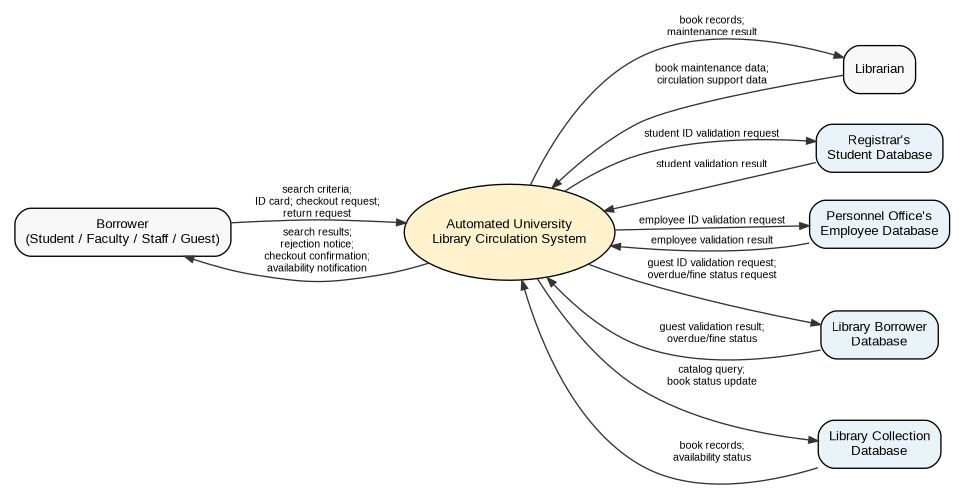 book records;
maintenance result
Librarian
book maintenance data;
circulation support data
student ID validation request
Registrar's
Student Database
student validation result
search criteria;
ID card; checkout request;
return request
Borrower
(Student / Faculty / Staff / Guest)
search results;
rejection notice;
checkout confirmation;
availability notification
Automated University
Library Circulation System
employee ID validation request
Personnel Office's
Employee Database
employee validation result
guest ID validation request;
overdue/fine status request
Library Borrower
Database
guest validation result;
overdue/fine status
catalog query;
book status update
Library Collection
Database
book records;
availability status